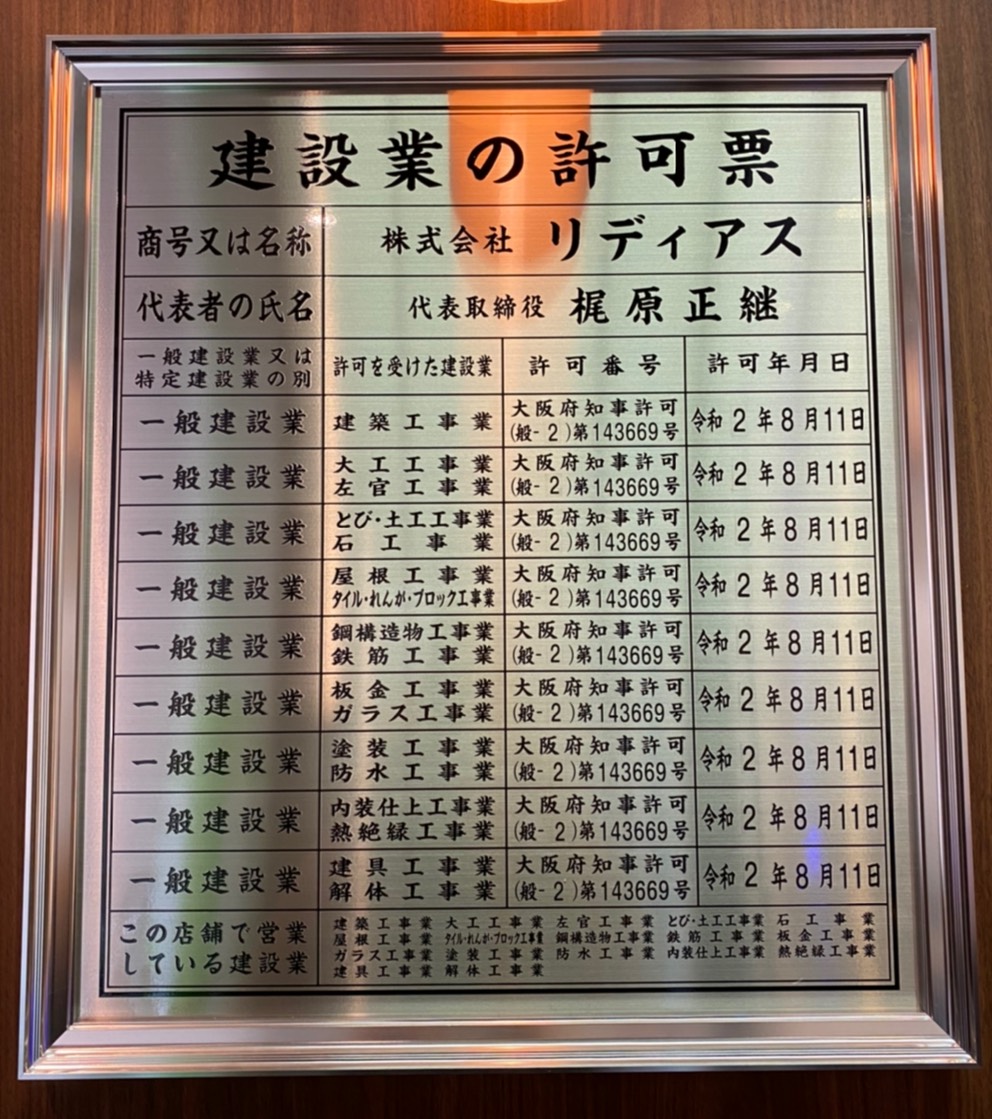 建設業の許可票
商号又は名称 株式会社 リディアス
代表者の氏名 代表取締役 梶原正継
一般建設業又は
特定建設業の別
許可を受けた建設業
許可番号
許可年月日
一般建設業
建築工事業
大阪府知事許可
(般-2)第143669号
令和2年8月11日
一般建設業
大工工事業
左官工事業
大阪府知事許可
(般-2)第143669号
令和2年8月11日
一般建設業
とび・土工工事業
石工事業
大阪府知事許可
(般-2)第143669号
令和2年8月11日
一般建設業
屋根工事業
タイル・れんが・ブロック工事業
大阪府知事許可
(般-2)第143669号
令和2年8月11日
一般建設業
鋼構造物工事業
鉄筋工事業
大阪府知事許可
(般-2)第143669号
令和2年8月11日
一般建設業
板金工事業
ガラス工事業
大阪府知事許可
(般-2)第143669号
令和2年8月11日
一般建設業
塗装工事業
防水工事業
大阪府知事許可
(般-2)第143669号
令和2年8月11日
一般建設業
内装仕上工事業
熱絶縁工事業
大阪府知事許可
(般-2)第143669号
令和2年8月11日
一般建設業
建具工事業
解体工事業
大阪府知事許可
(般-2)第143669号
令和2年8月11日
この店舗で営業
している建設業
建築工事業 大工工事業 左官工事業 とび・土工工事業 石工事業
屋根工事業 タイル・れんが・ブロック工事業 鋼構造物工事業 鉄筋工事業 板金工事業
ガラス工事業 塗装工事業 防水工事業 内装仕上工事業 熱絶縁工事業
建具工事業 解体工事業